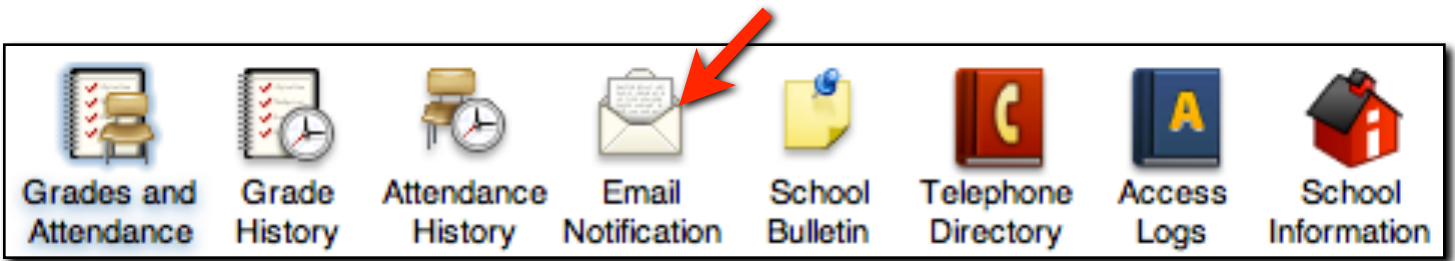 Grades and Attendance
Grade History
Attendance History
Email Notification
School Bulletin
Telephone Directory
A
Access Logs
School Information